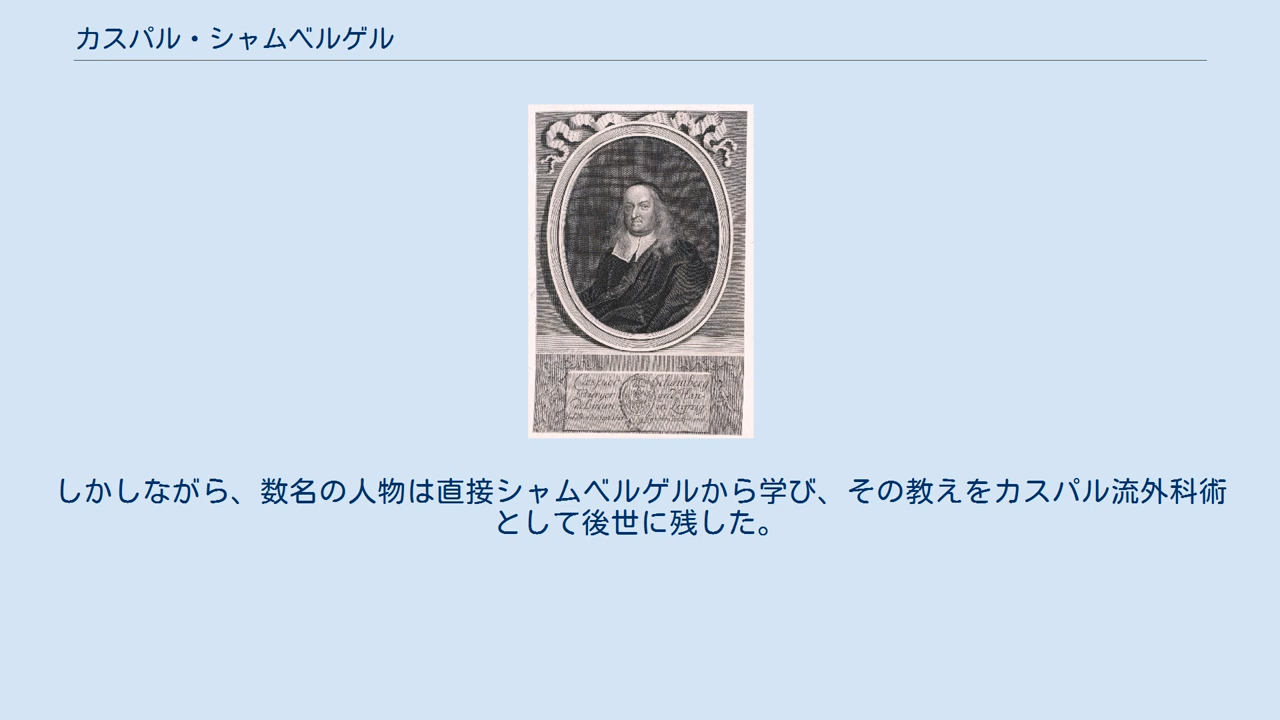 カスパル・シャムベルゲル
しかしながら、数名の人物は直接シャムベルゲルから学び、その教えをカスパル流外科術
として後世に残した。